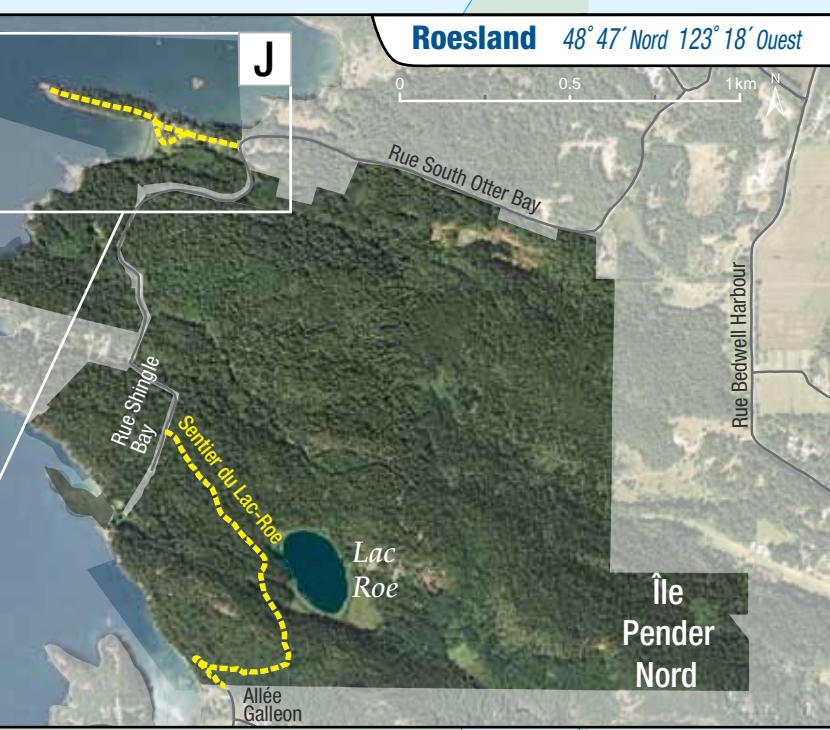 Roesland 48° 47′ Nord 123° 18′ Ouest
J
0 0.5 1km
N
Rue South Otter Bay
Rue Bedwell Harbour
Rue Shingle
Bay
Sentier du Lac-Roe
Lac
Roe
Île
Pender
Nord
Allée
Galleon